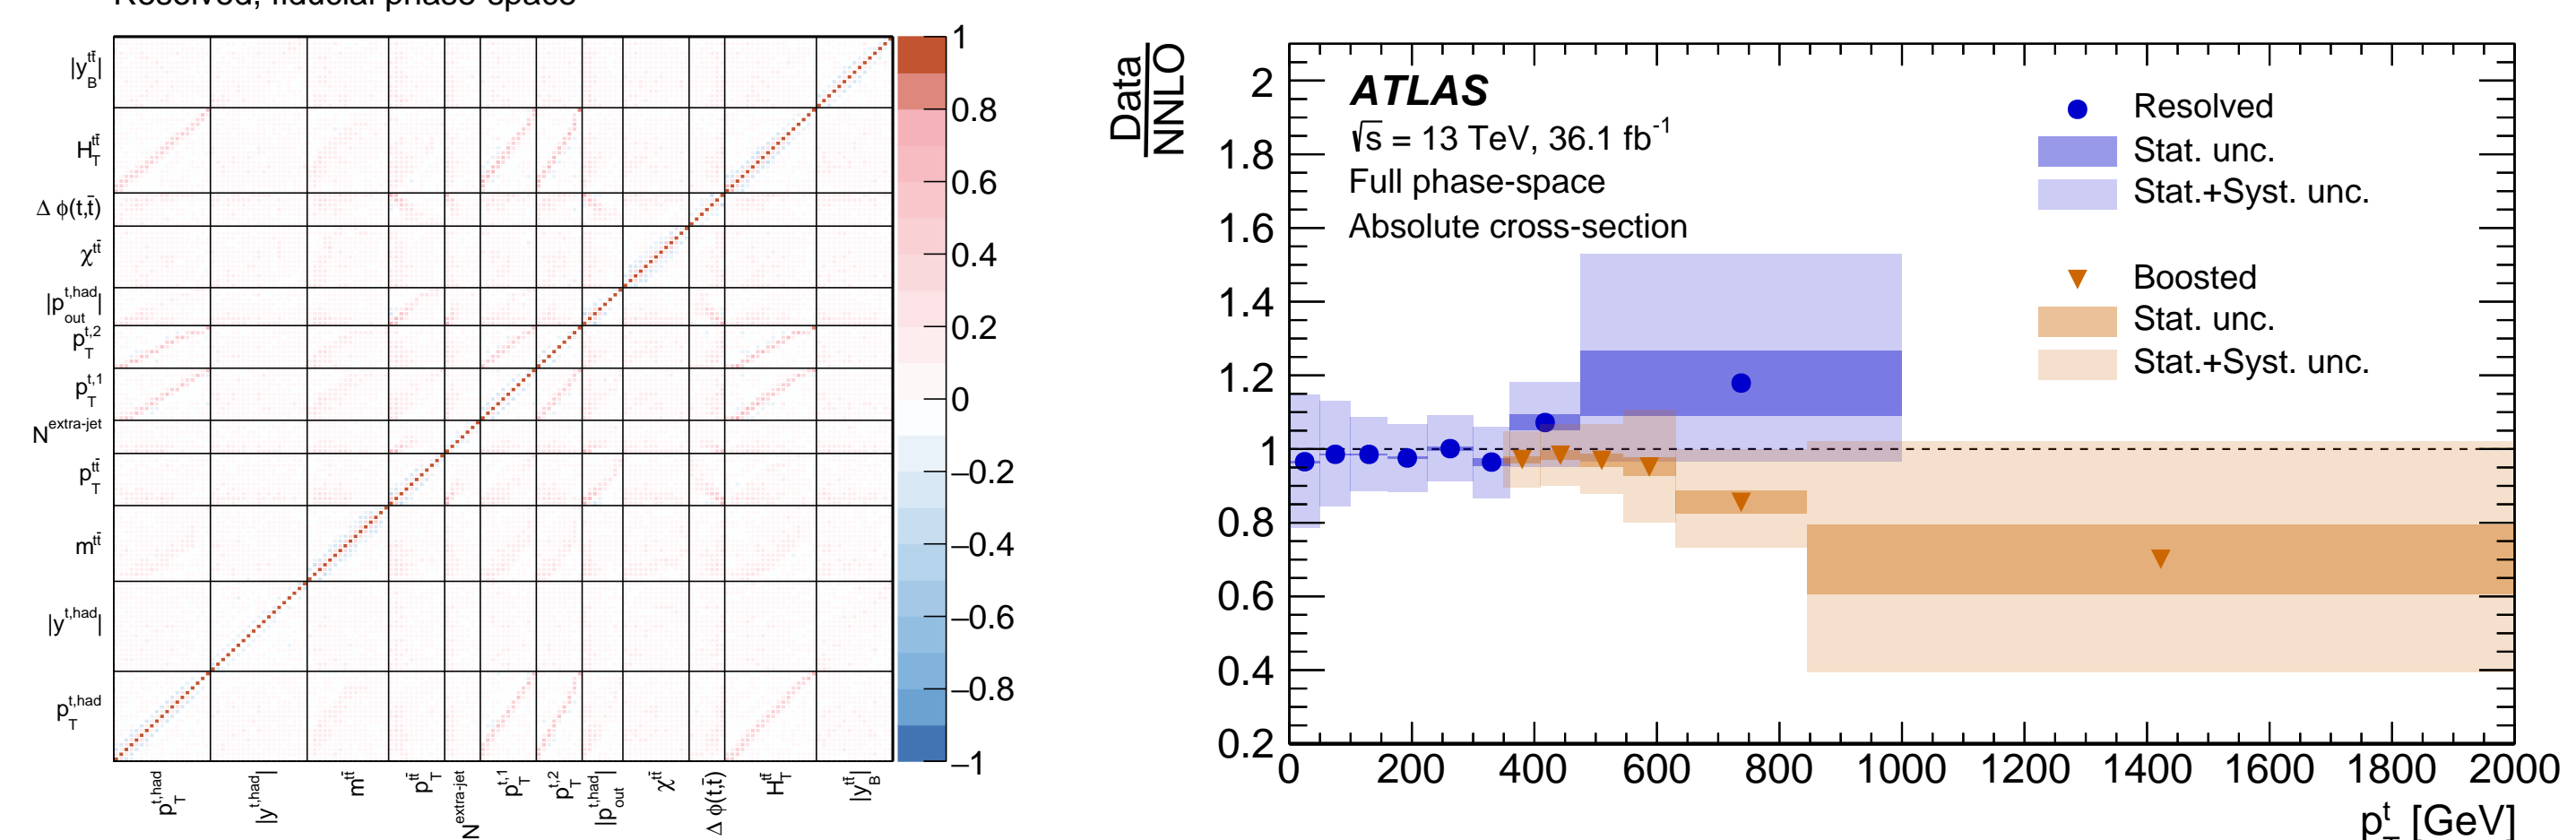 Resolved, fiducial phase-space
|y_B^{tt̄}|
H_T^{tt̄}
Δ ϕ(t,t̄)
χ^{tt̄}
|p_{out}^{t,had}|
p_T^{t,2}
p_T^{t,1}
N^{extra-jet}
p_T^{tt̄}
m^{tt̄}
|y^{t,had}|
p_T^{t,had}
p_T^{t,had} |y^{t,had}| m^{tt̄} p_T^{tt̄} N^{extra-jet} p_T^{t,1} p_T^{t,2} |p_{out}^{t,had}| χ^{tt̄} Δ ϕ(t,t̄) H_T^{tt̄} |y_B^{tt̄}|
1
0.8
0.6
0.4
0.2
0
−0.2
−0.4
−0.6
−0.8
−1
Data
NNLO
2
1.8
1.6
1.4
1.2
1
0.8
0.6
0.4
0.2
ATLAS
√s = 13 TeV, 36.1 fb^{-1}
Full phase-space
Absolute cross-section
Resolved
Stat. unc.
Stat.+Syst. unc.
Boosted
Stat. unc.
Stat.+Syst. unc.
0 200 400 600 800 1000 1200 1400 1600 1800 2000
p_T^t [GeV]